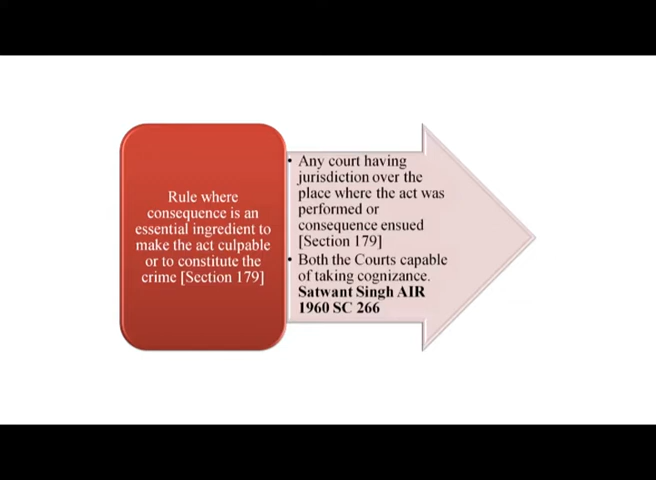 Rule where
consequence is an
essential ingredient to
make the act culpable
or to constitute the
crime [Section 179]
• Any court having
jurisdiction over the
place where the act was
performed or
consequence ensued
[Section 179]
• Both the Courts capable
of taking cognizance.
Satwant Singh AIR
1960 SC 266